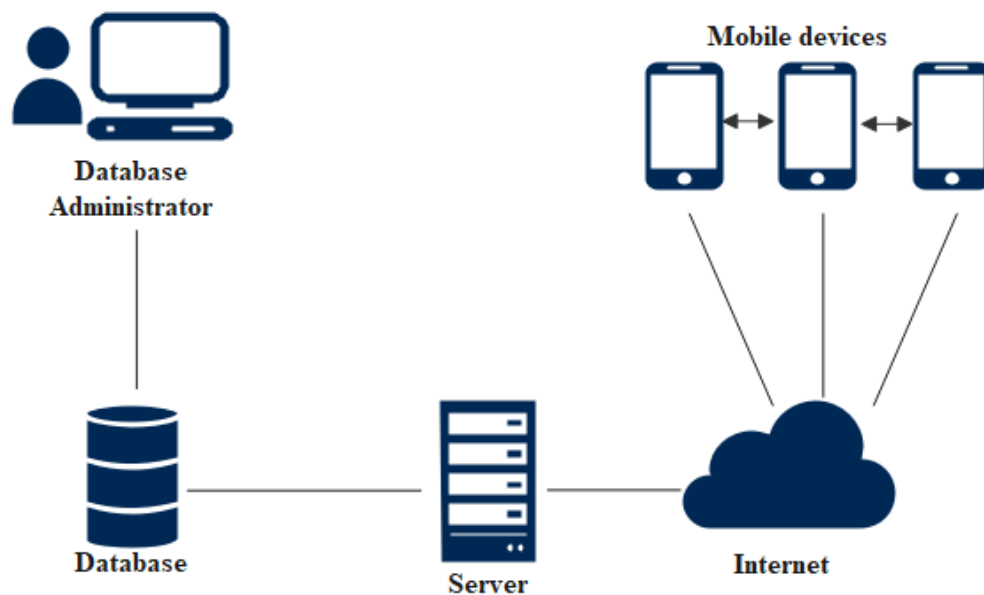 Mobile devices
Database
Administrator
Database
Server
Internet